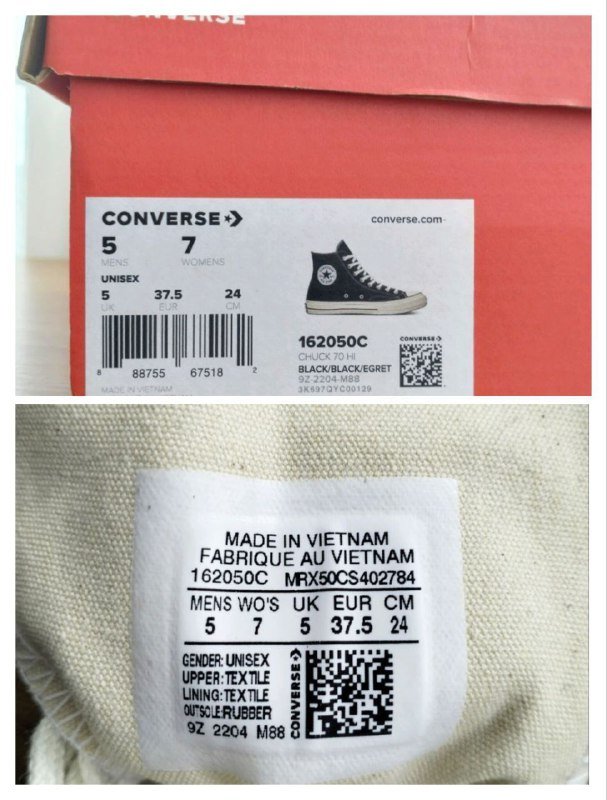 CONVERSE
CONVERSE
converse.com
5 7
MENS WOMENS
UNISEX
5 37.5 24
UK EUR CM
8 88755 67518 2
MADE IN VIETNAM
162050C
CHUCK 70 HI
BLACK/BLACK/EGRET
9Z-2204-M88
3K597QYC00129
CONVERSE
MADE IN VIETNAM
FABRIQUE AU VIETNAM
162050C MRX50CS402784
MENS WO'S UK EUR CM
5 7 5 37.5 24
GENDER: UNISEX
UPPER: TEXTILE
LINING: TEXTILE
OUTSOLE: RUBBER
9Z 2204 M88
CONVERSE